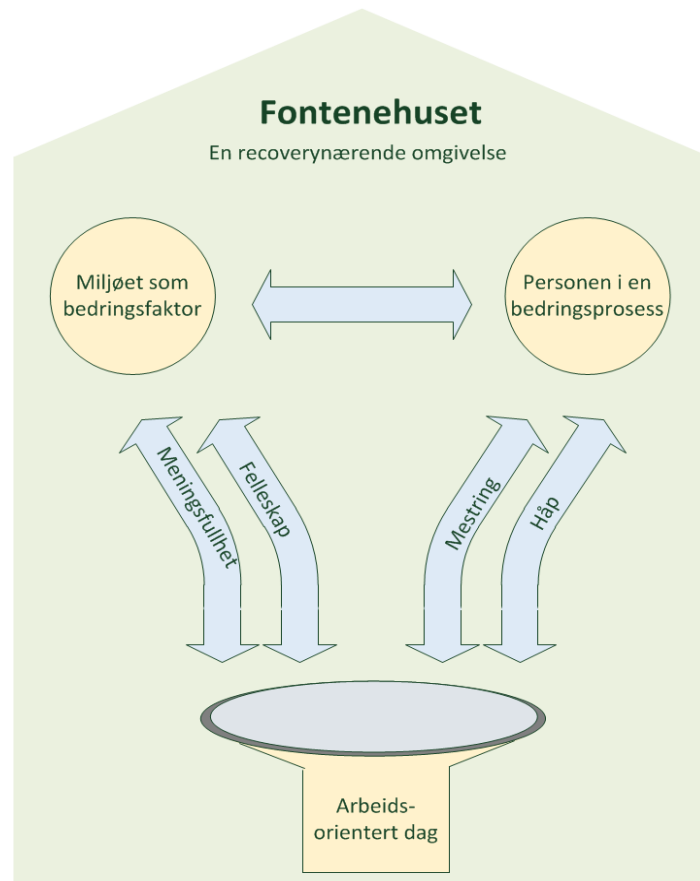 Fontenehuset
En recoverynærende omgivelse
Miljøet som
bedringsfaktor
Personen i en
bedringsprosess
Meningsfullhet
Felleskap
Mestring
Håp
Arbeids-
orientert dag